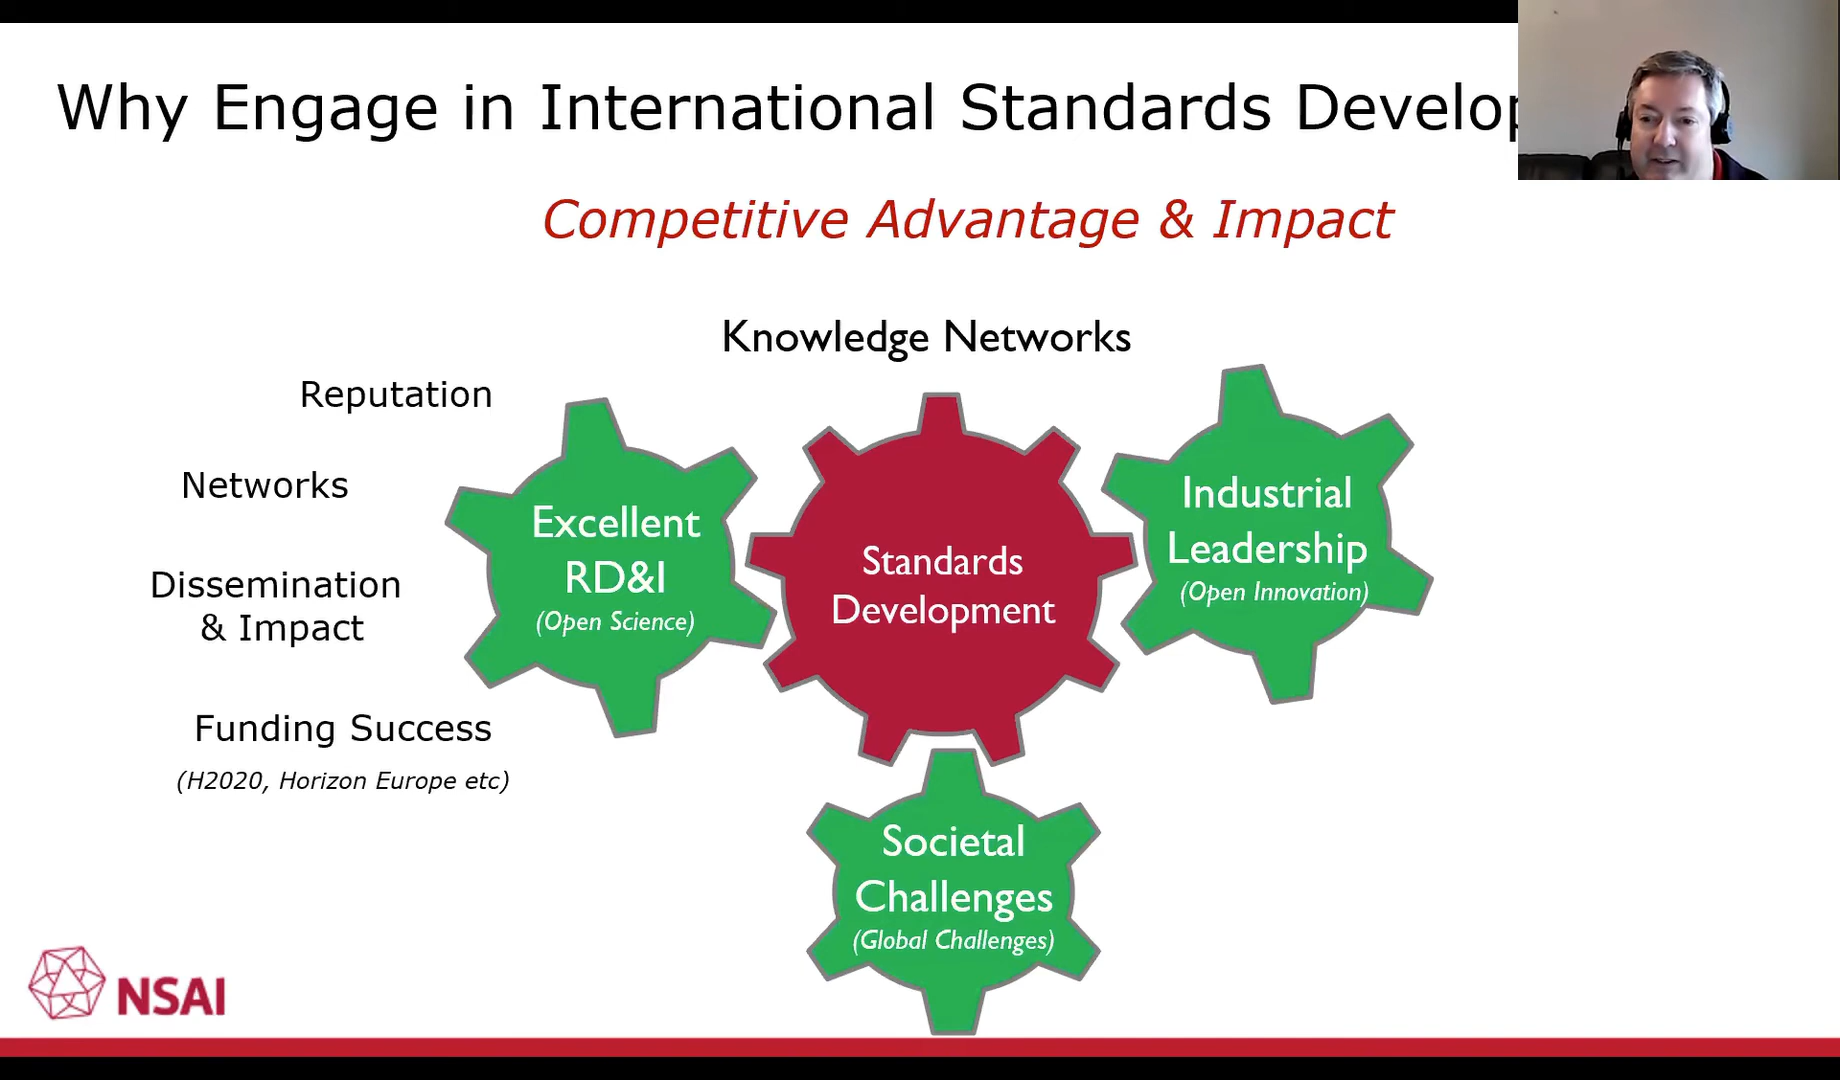 Why Engage in International Standards Develop
Competitive Advantage & Impact
Knowledge Networks
Reputation
Networks
Dissemination
& Impact
Funding Success
(H2020, Horizon Europe etc)
Excellent
RD&I
(Open Science)
Standards
Development
Industrial
Leadership
(Open Innovation)
Societal
Challenges
(Global Challenges)
NSAI